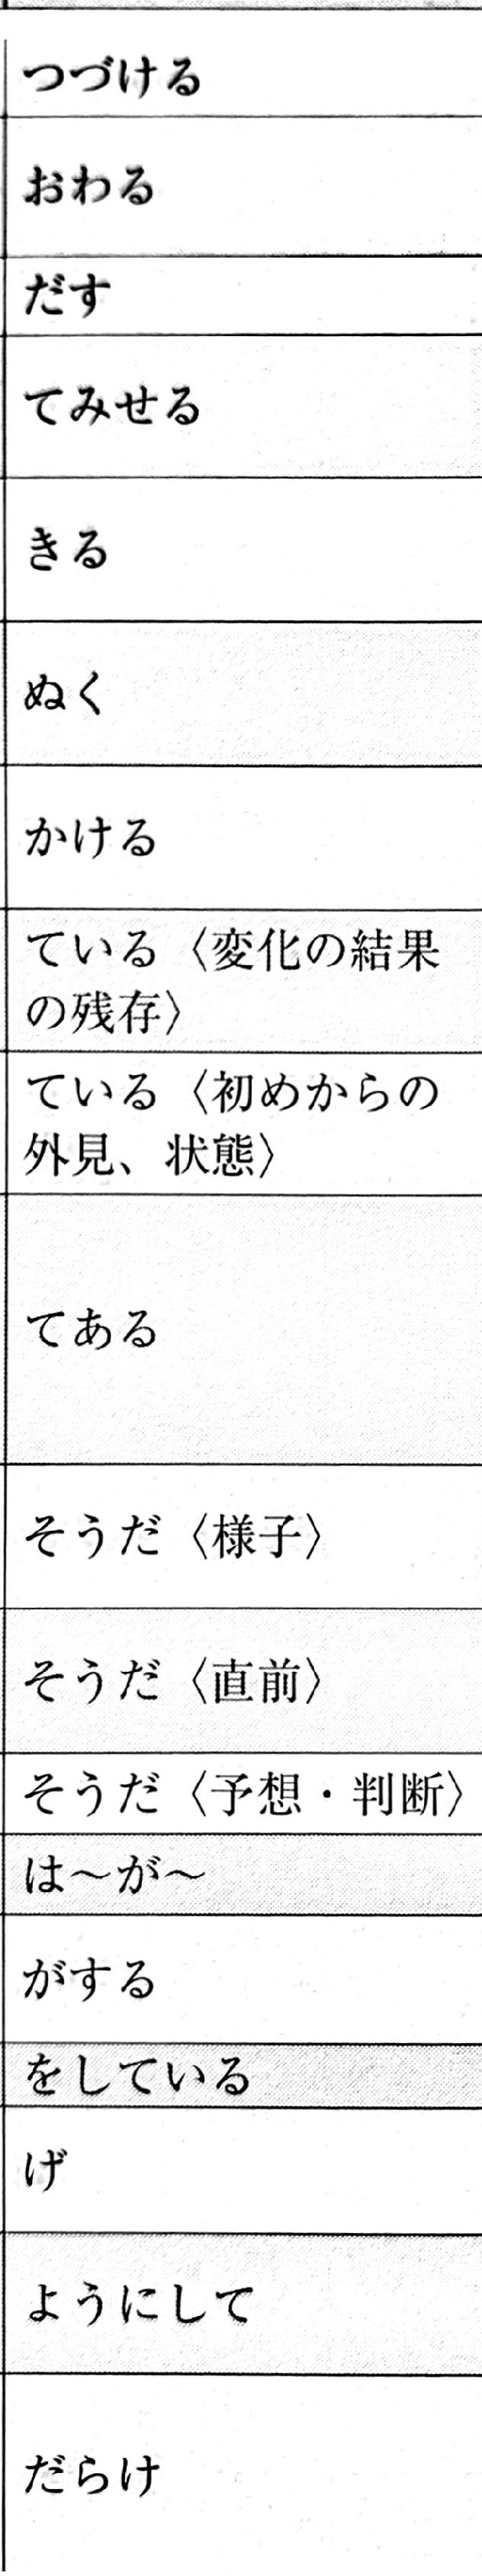 つづける
おわる
だす
てみせる
きる
ぬく
かける
ている〈変化の結果
の残存〉
ている〈初めからの
外見、状態〉
てある
そうだ〈様子〉
そうだ〈直前〉
そうだ〈予想・判断〉
は～が～
がする
をしている
げ
ようにして
だらけ